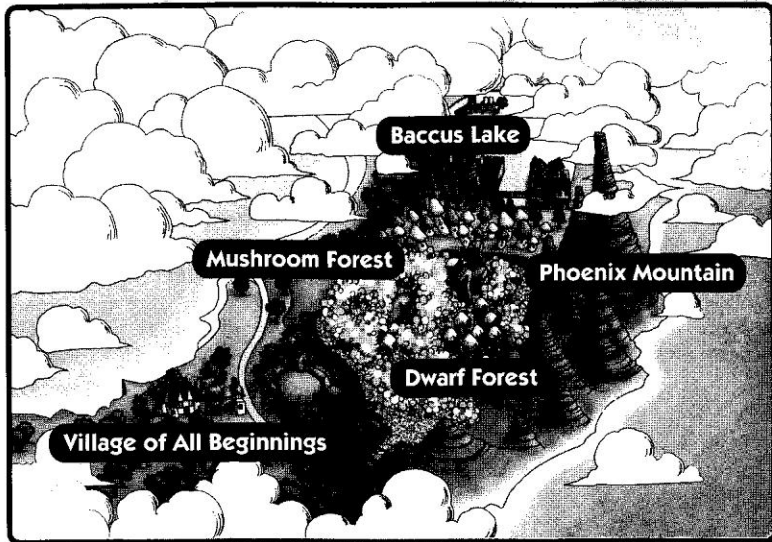 Baccus Lake
Mushroom Forest
Phoenix Mountain
Dwarf Forest
Village of All Beginnings